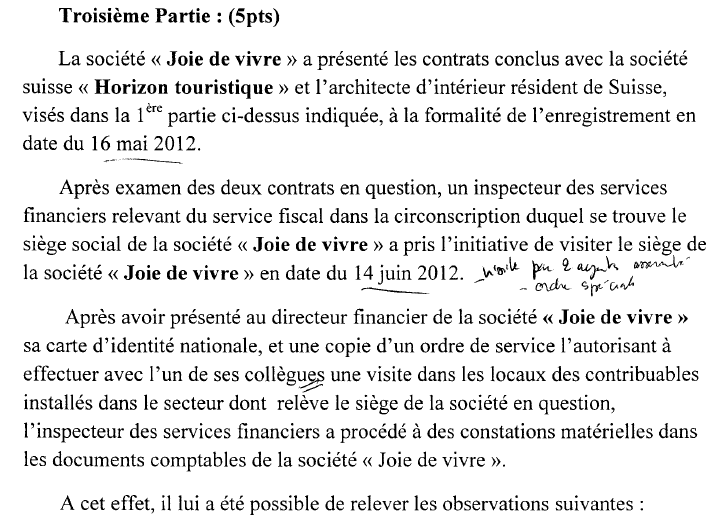 Troisième Partie : (5pts)
La société « Joie de vivre » a présenté les contrats conclus avec la société
suisse « Horizon touristique » et l'architecte d'intérieur résident de Suisse,
visés dans la 1ère partie ci-dessus indiquée, à la formalité de l'enregistrement en
date du 16 mai 2012.
Après examen des deux contrats en question, un inspecteur des services
financiers relevant du service fiscal dans la circonscription duquel se trouve le
siège social de la société « Joie de vivre » a pris l'initiative de visiter le siège de
la société « Joie de vivre » en date du 14 juin 2012. par 2 agents
- ordre
Après avoir présenté au directeur financier de la société « Joie de vivre »
sa carte d'identité nationale, et une copie d'un ordre de service l'autorisant à
effectuer avec l'un de ses collègues une visite dans les locaux des contribuables
installés dans le secteur dont relève le siège de la société en question,
l'inspecteur des services financiers a procédé à des constations matérielles dans
les documents comptables de la société « Joie de vivre ».
A cet effet, il lui a été possible de relever les observations suivantes :